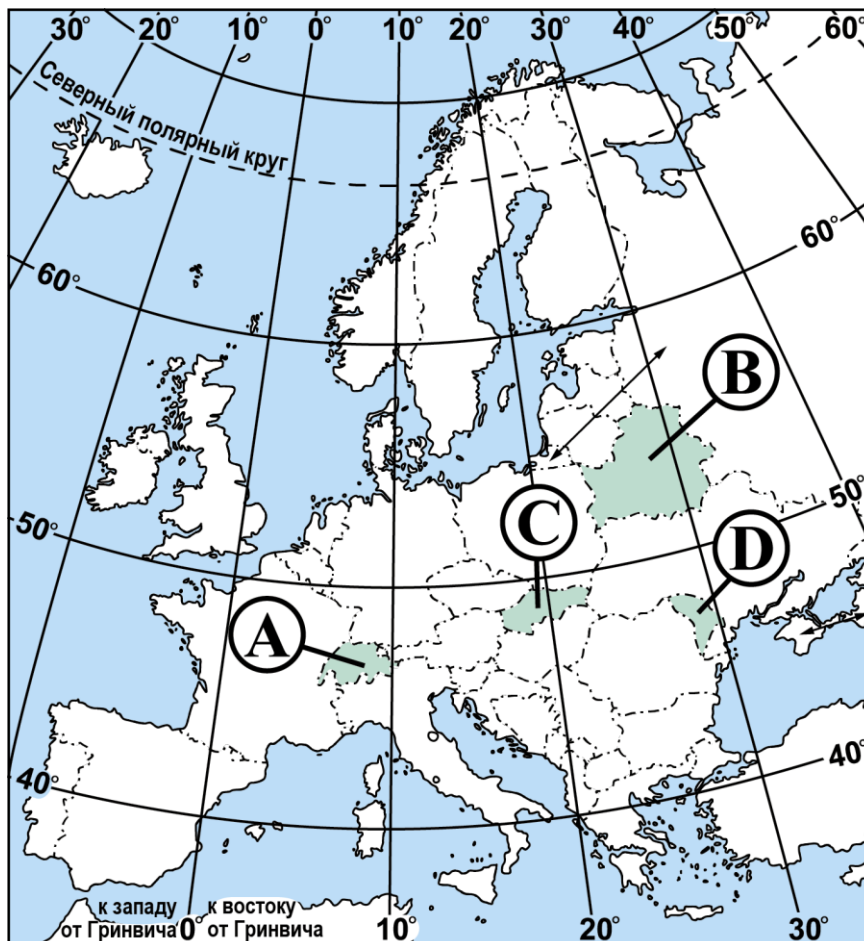 30° 20° 10° 0° 10° 20° 30° 40° 50° 60°
Северный полярный круг
60°
60°
B
C
50°
50°
D
A
40°
40°
к западу от Гринвича
0°
к востоку от Гринвича
10°
20°
30°